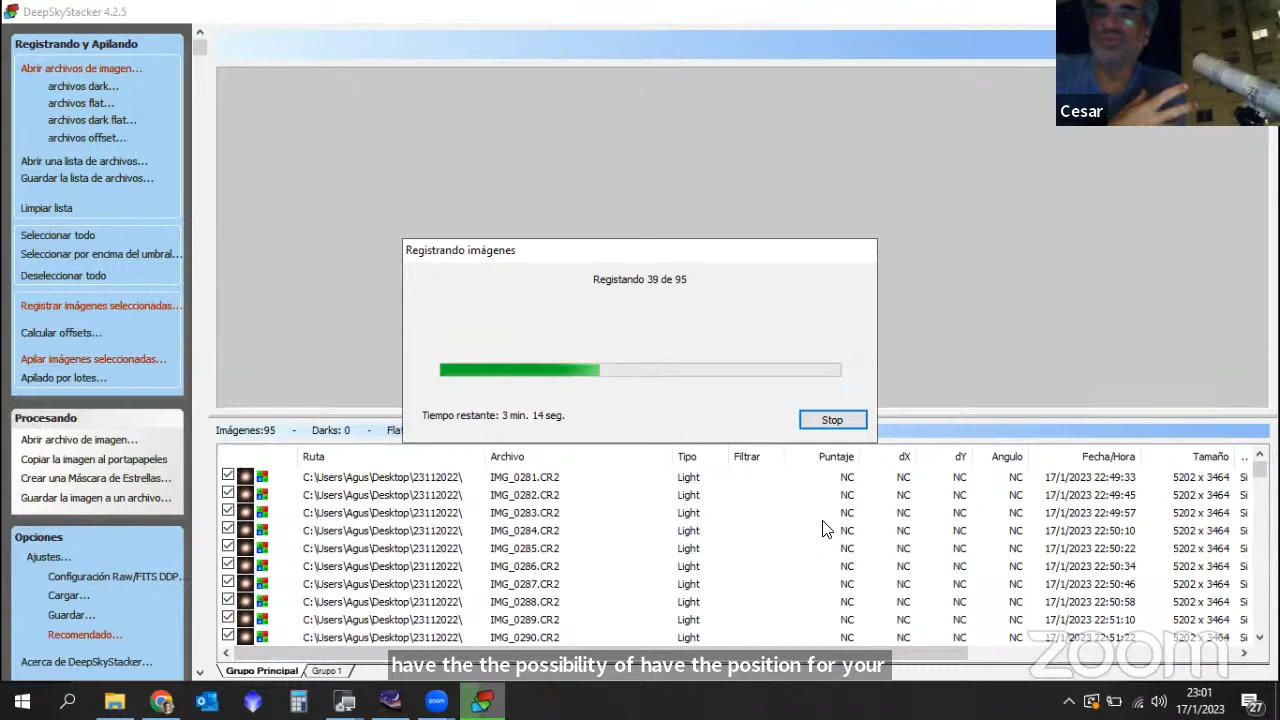 DeepSkyStacker 4.2.5
Registrando y Apilando
Abrir archivos de imagen...
archivos dark...
archivos flat...
archivos dark flat...
archivos offset...
Abrir una lista de archivos...
Guardar la lista de archivos...
Limpiar lista
Seleccionar todo
Seleccionar por encima del umbral...
Deseleccionar todo
Registrar imágenes seleccionadas...
Calcular offsets...
Apilar imágenes seleccionadas...
Apilado por lotes...
Procesando
Abrir archivo de imagen...
Copiar la imagen al portapapeles
Crear una Máscara de Estrellas...
Guardar la imagen a un archivo...
Opciones
Ajustes...
Configuración Raw/FITS DDP...
Cargar...
Guardar...
Recomendado...
Acerca de DeepSkyStacker...
Cesar
Registrando imágenes
Registando 39 de 95
Tiempo restante: 3 min. 14 seg.
Stop
Imágenes:95 - Darks: 0 - Flat
Ruta Archivo Tipo Filtrar Puntaje dX dY Angulo Fecha/Hora Tamaño ..
C:\Users\Agus\Desktop\23112022\ IMG_0281.CR2 Light NC NC NC NC 17/1/2023 22:49:33 5202 x 3464 Si
C:\Users\Agus\Desktop\23112022\ IMG_0282.CR2 Light NC NC NC NC 17/1/2023 22:49:45 5202 x 3464 Si
C:\Users\Agus\Desktop\23112022\ IMG_0283.CR2 Light NC NC NC NC 17/1/2023 22:49:57 5202 x 3464 Si
C:\Users\Agus\Desktop\23112022\ IMG_0284.CR2 Light NC NC NC NC 17/1/2023 22:50:10 5202 x 3464 Si
C:\Users\Agus\Desktop\23112022\ IMG_0285.CR2 Light NC NC NC NC 17/1/2023 22:50:22 5202 x 3464 Si
C:\Users\Agus\Desktop\23112022\ IMG_0286.CR2 Light NC NC NC NC 17/1/2023 22:50:34 5202 x 3464 Si
C:\Users\Agus\Desktop\23112022\ IMG_0287.CR2 Light NC NC NC NC 17/1/2023 22:50:46 5202 x 3464 Si
C:\Users\Agus\Desktop\23112022\ IMG_0288.CR2 Light NC NC NC NC 17/1/2023 22:50:58 5202 x 3464 Si
C:\Users\Agus\Desktop\23112022\ IMG_0289.CR2 Light NC NC NC NC 17/1/2023 22:51:10 5202 x 3464 Si
C:\Users\Agus\Desktop\23112022\ IMG_0290.CR2 Light NC NC NC NC 17/1/2023 22:51:22 5202 x 3464 Si
Grupo Principal Grupo 1
have the the possibility of have the position for your
zoom
zoom
23:01
17/1/2023
27